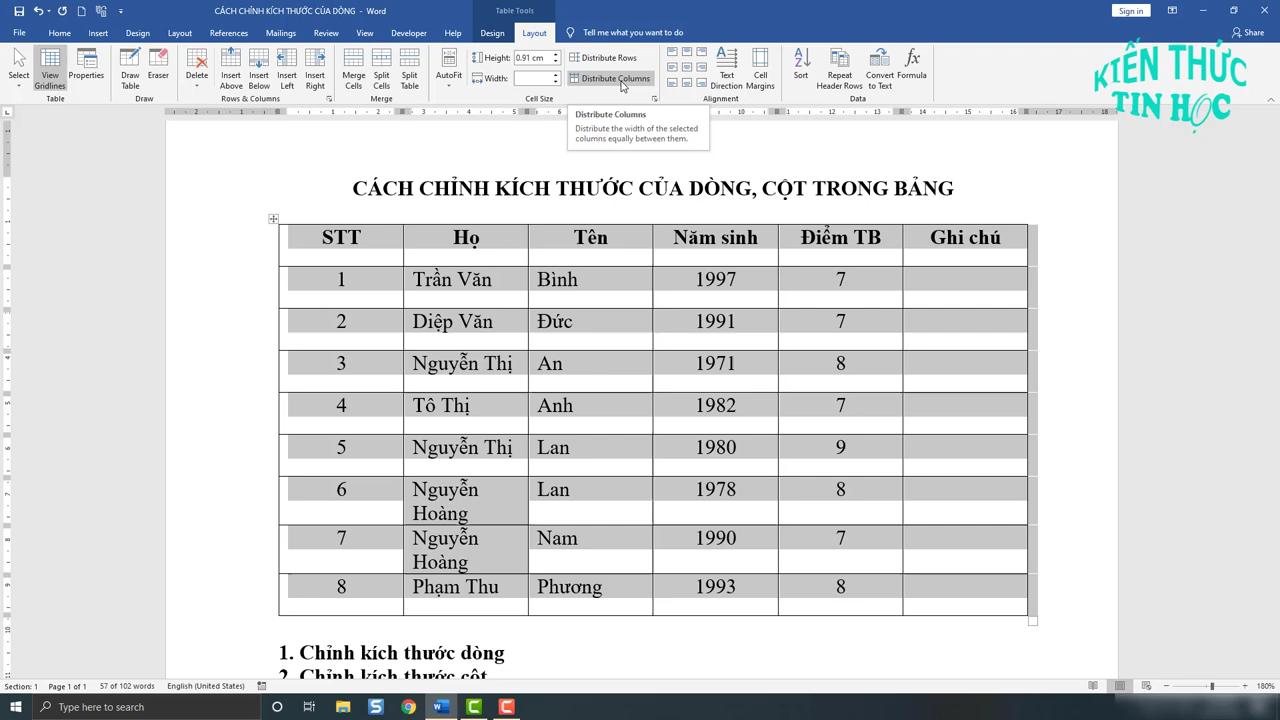 CÁCH CHỈNH KÍCH THƯỚC CỦA DÒNG - Word
Table Tools
Sign in
File Home Insert Draw Design Layout References Mailings Review View Developer Help Design Layout Tell me what you want to do Share
Select
View Gridlines
Properties
Table
Draw Table
Eraser
Draw
Delete
Insert Above
Insert Below
Insert Left
Insert Right
Rows & Columns
Merge Cells
Split Cells
Split Table
Merge
AutoFit
Height: 0.91 cm
Width:
Distribute Rows
Distribute Columns
Cell Size
Text Direction
Cell Margins
Alignment
Sort
Repeat Header Rows
Convert to Text
Formula
Data
KIẾN THỨC
TIN HỌC
Distribute Columns
Distribute the width of the selected
columns equally between them.
CÁCH CHỈNH KÍCH THƯỚC CỦA DÒNG, CỘT TRONG BẢNG
STT Họ Tên Năm sinh Điểm TB Ghi chú
1 Trần Văn Bình 1997 7
2 Diệp Văn Đức 1991 7
3 Nguyễn Thị An 1971 8
4 Tô Thị Anh 1982 7
5 Nguyễn Thị Lan 1980 9
6 Nguyễn Hoàng Lan 1978 8
7 Nguyễn Hoàng Nam 1990 7
8 Phạm Thu Phương 1993 8
1. Chỉnh kích thước dòng
2. Chỉnh kích thước cột
Section: 1 Page 1 of 1 57 of 102 words English (United States) 180%
Type here to search